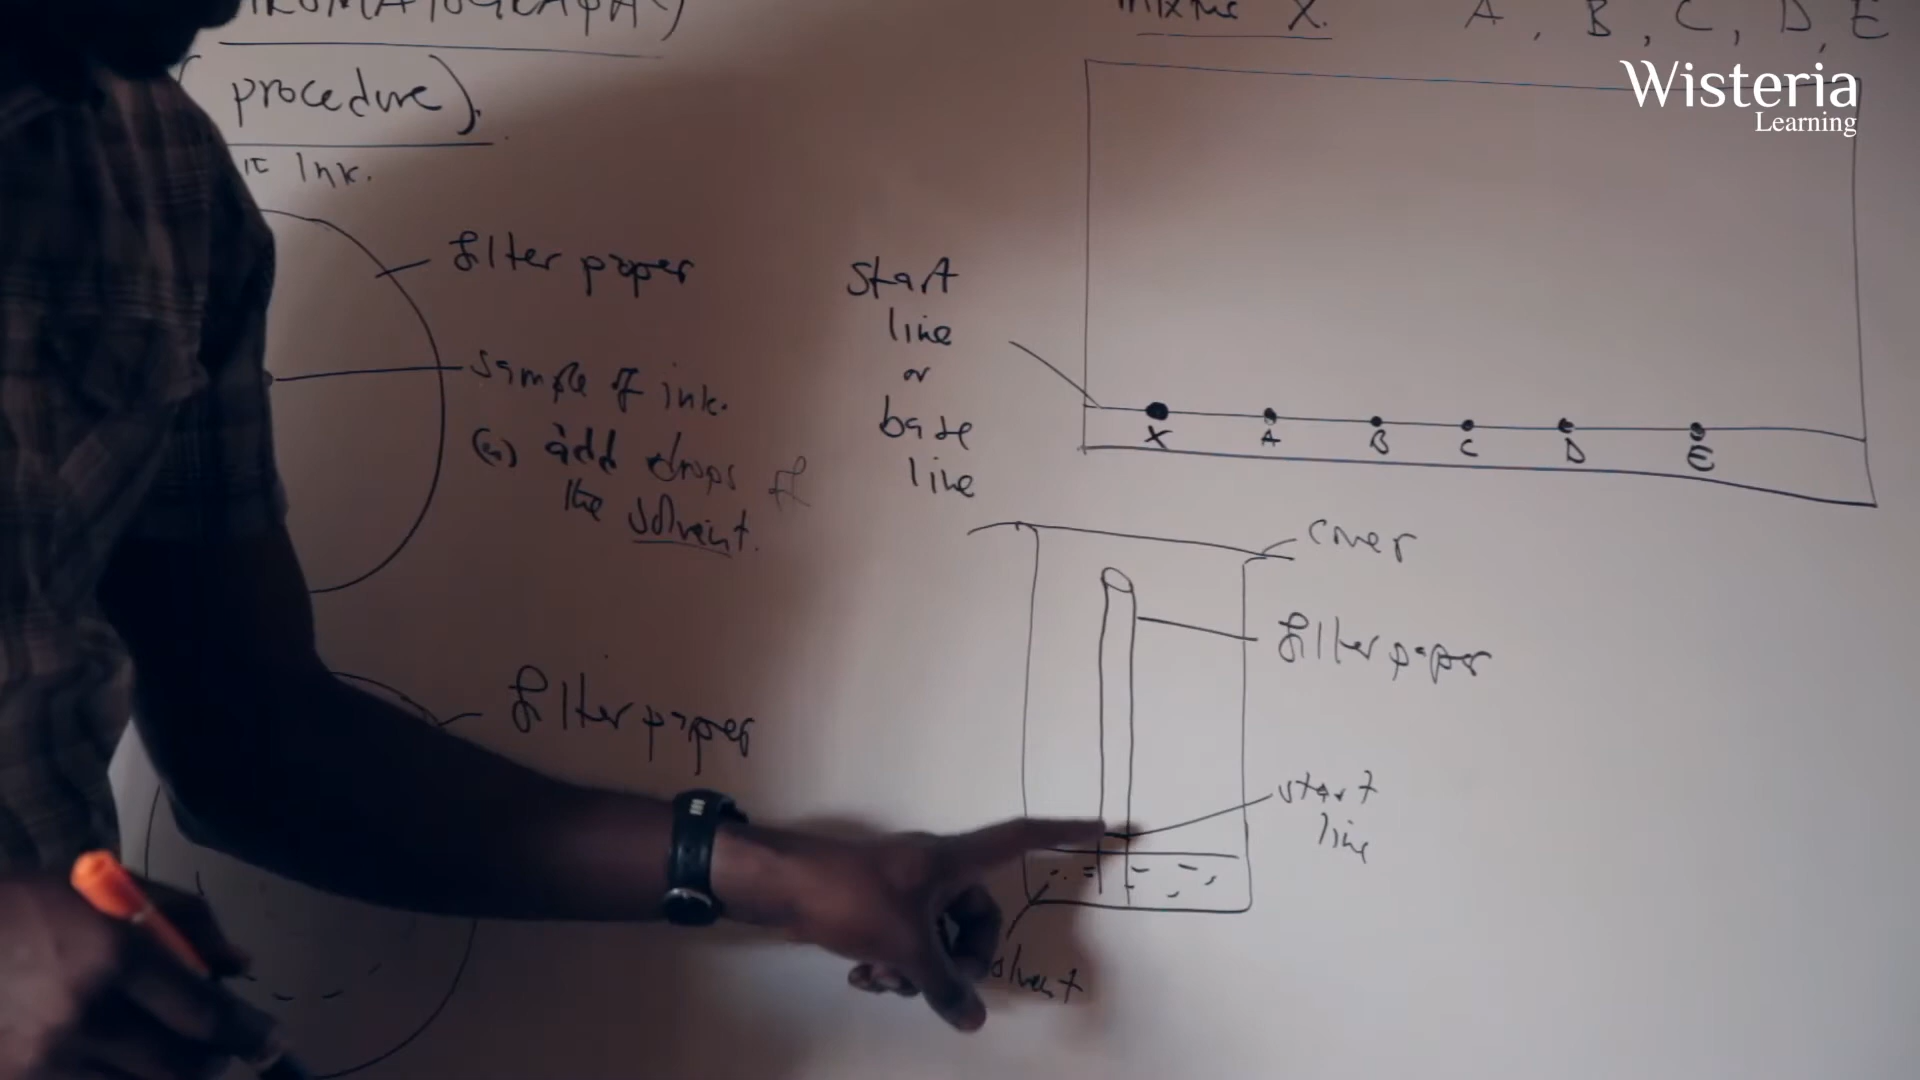 (procedure).
Ink.
filter paper
sample of ink.
(ii) add drops of
the solvent.
filter paper
mixture X. A, B, C, D, E
Wisteria
Learning
start
line
or
base
line
X A B C D E
cover
filter paper
start
line